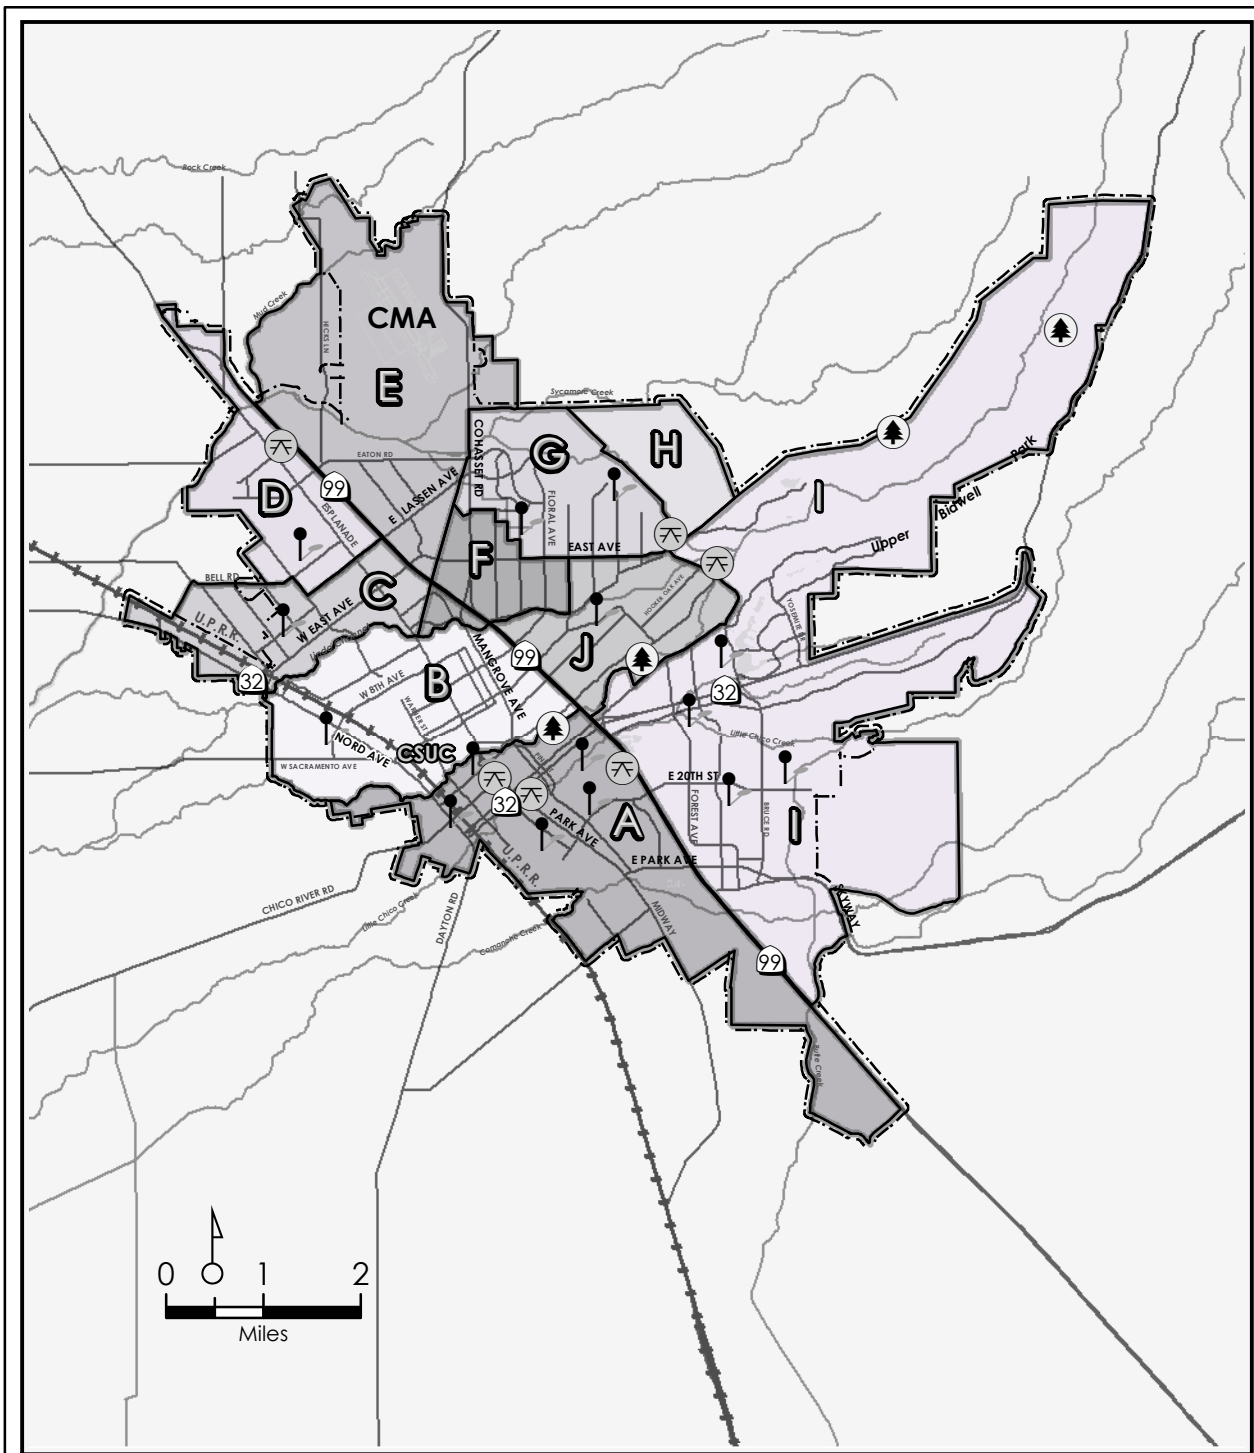 Rock Creek
Mud Creek
HICKS LN
CMA
E
Sycamore Creek
COHASSET RD
G
H
EATON RD
E LASSEN AVE
99
D
ESPLANADE
FLORAL AVE
I
Upper
Bidwell
Park
EAST AVE
F
BELL RD
C
HOOKER OAK AVE
YOSEMITE DR
U.P.R.R.
W EAST AVE
J
99
MANGROVE AVE
32
W 8TH AVE
B
WARNER ST
32
NORD AVE
CSUC
W SACRAMENTO AVE
Little Chico Creek
E 20TH ST
32
PARK AVE
A
FOREST AVE
BRUCE RD
I
U.P.R.R.
E PARK AVE
CHICO RIVER RD
Little Chico Creek
DAYTON RD
Comanche Creek
MIDWAY
SKYWAY
99
Butte Creek
0 1 2
Miles